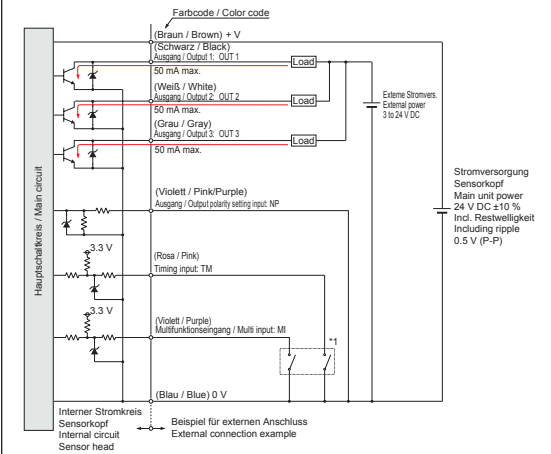 Farbcode / Color code
(Braun / Brown) + V
(Schwarz / Black)
Ausgang / Output 1: OUT 1
Load
50 mA max.
(Weiß / White)
Ausgang / Output 2: OUT 2
Load
50 mA max.
(Grau / Gray)
Ausgang / Output 3: OUT 3
Load
50 mA max.
Externe Stromvers.
External power
3 to 24 V DC
Hauptschaltkreis / Main circuit
Stromversorgung
Sensorkopf
Main unit power
24 V DC ±10 %
Incl. Restwelligkeit
Including ripple
0.5 V (P-P)
(Violett / Pink/Purple)
Ausgang / Output polarity setting input: NP
3.3 V
(Rosa / Pink)
Timing input: TM
3.3 V
(Violett / Purple)
Multifunktionseingang / Multi input: MI
*1
(Blau / Blue) 0 V
Interner Stromkreis
Sensorkopf
Internal circuit
Sensor head
Beispiel für externen Anschluss
External connection example